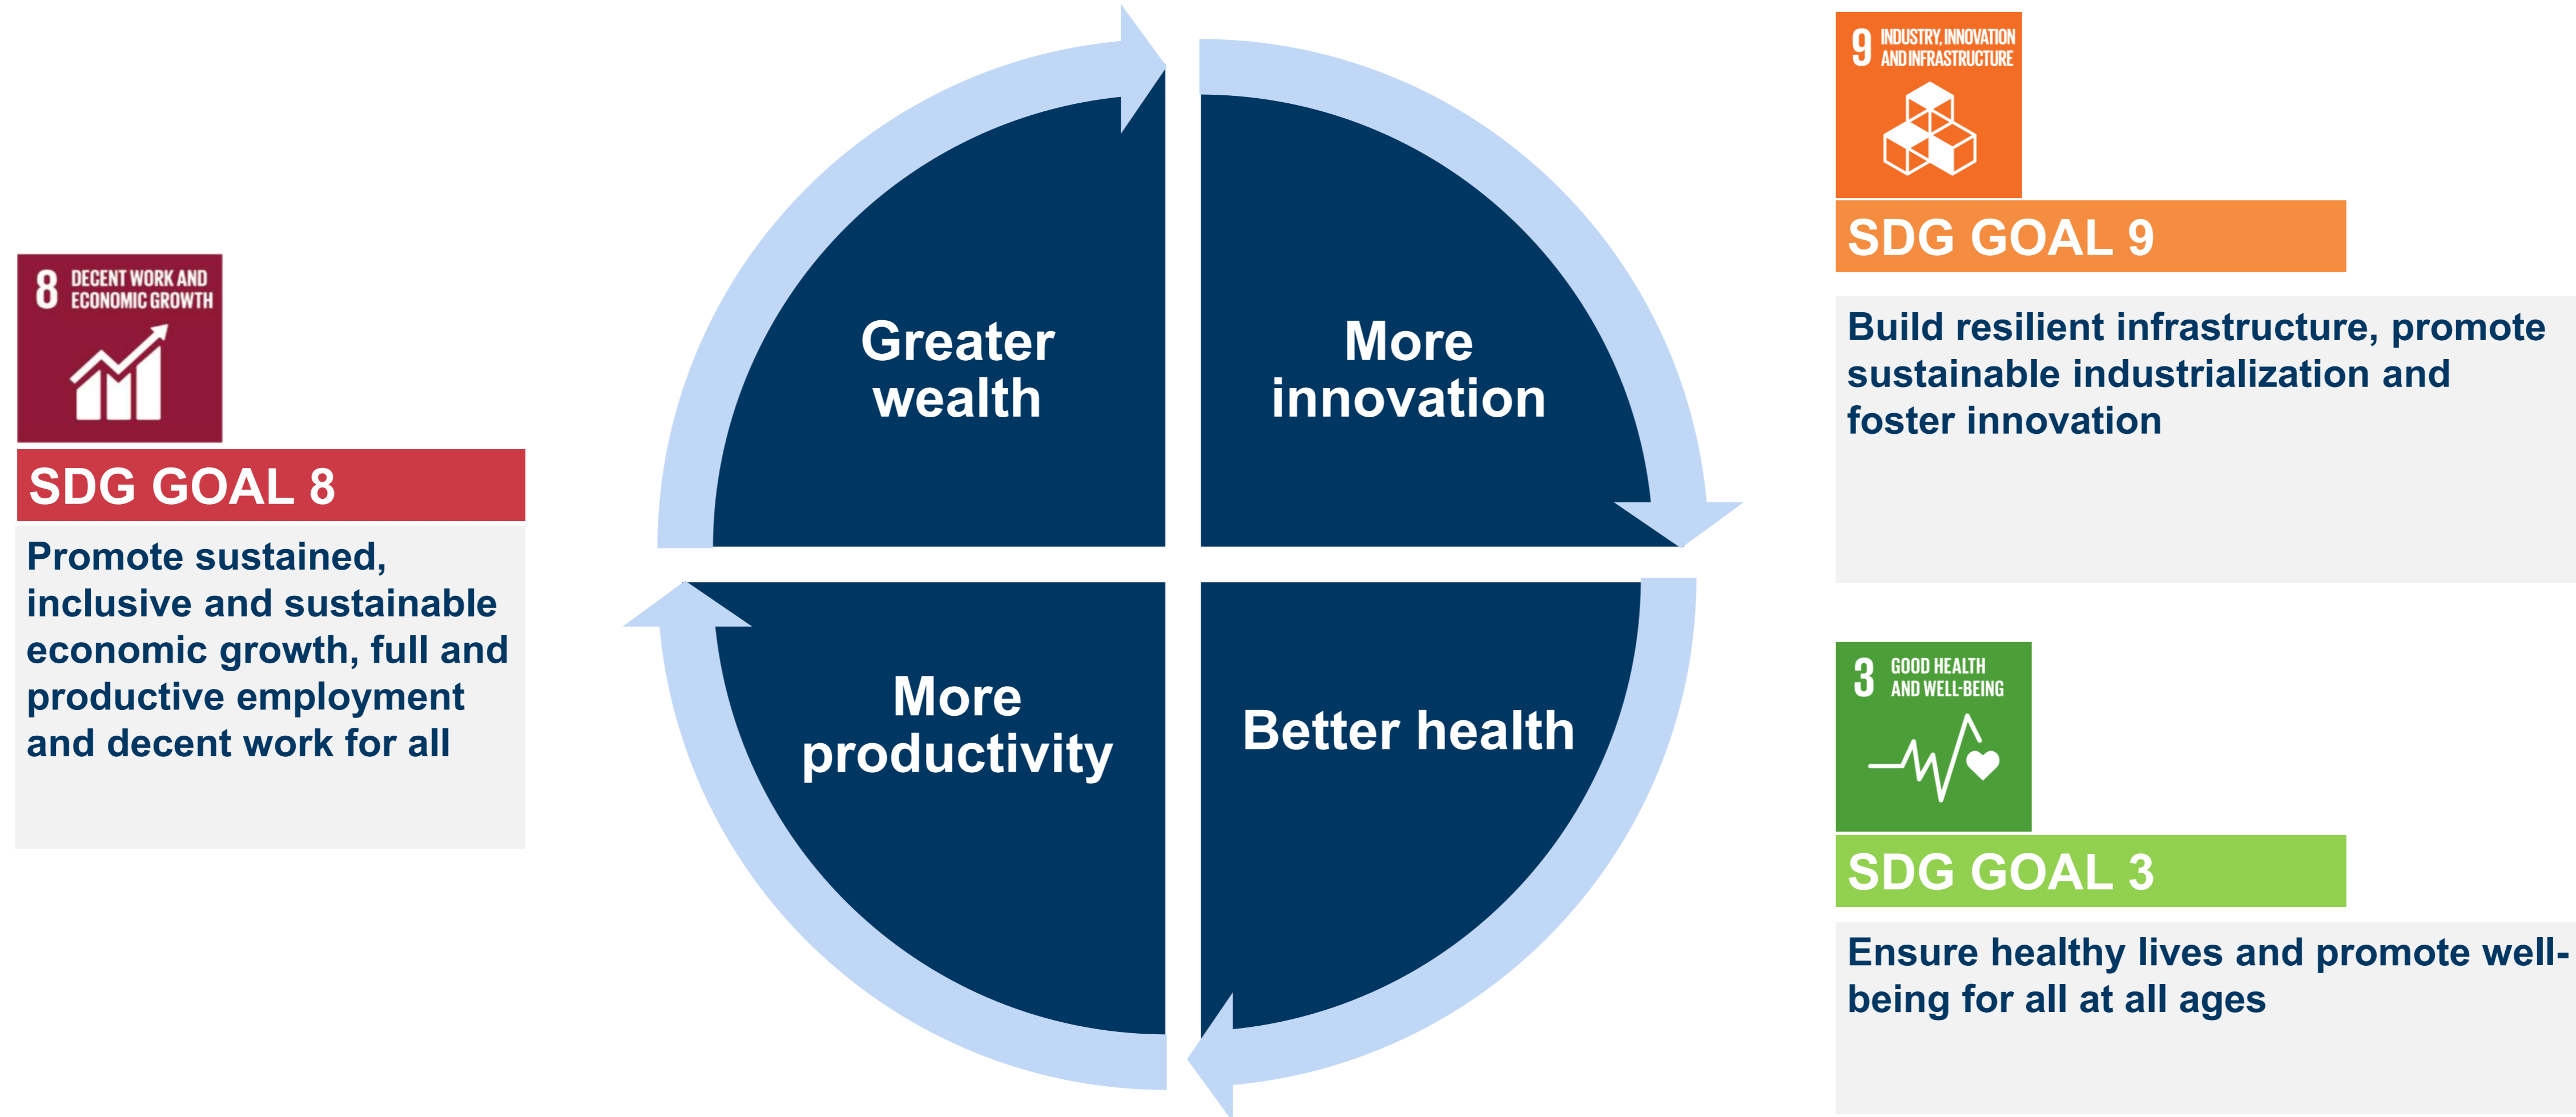 8 DECENT WORK AND
ECONOMIC GROWTH
SDG GOAL 8
Promote sustained,
inclusive and sustainable
economic growth, full and
productive employment
and decent work for all
Greater
wealth
More
innovation
More
productivity
Better health
9 INDUSTRY, INNOVATION
AND INFRASTRUCTURE
SDG GOAL 9
Build resilient infrastructure, promote
sustainable industrialization and
foster innovation
3 GOOD HEALTH
AND WELL-BEING
SDG GOAL 3
Ensure healthy lives and promote well-
being for all at all ages